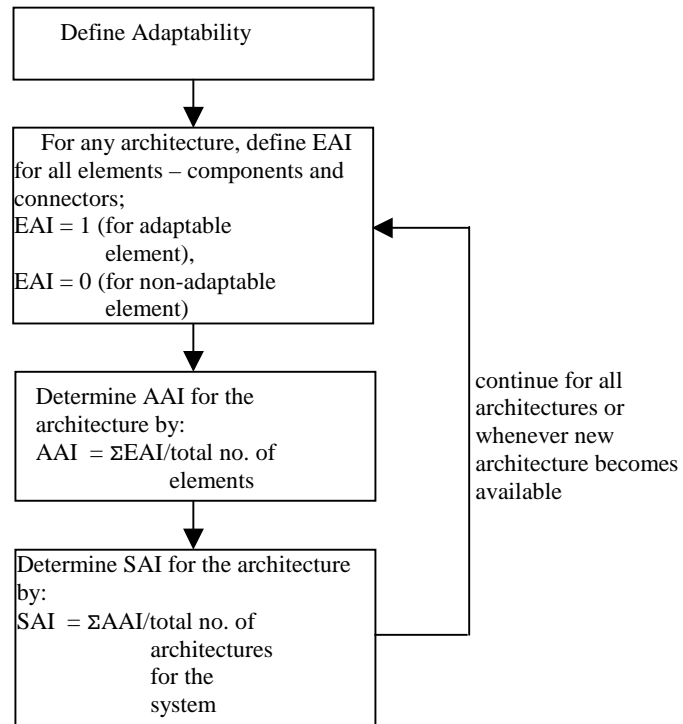 Define Adaptability
For any architecture, define EAI
for all elements – components and
connectors;
EAI = 1 (for adaptable
element),
EAI = 0 (for non-adaptable
element)
Determine AAI for the
architecture by:
AAI = ΣEAI/total no. of
elements
Determine SAI for the architecture
by:
SAI = ΣAAI/total no. of
architectures
for the
system
continue for all
architectures or
whenever new
architecture becomes
available